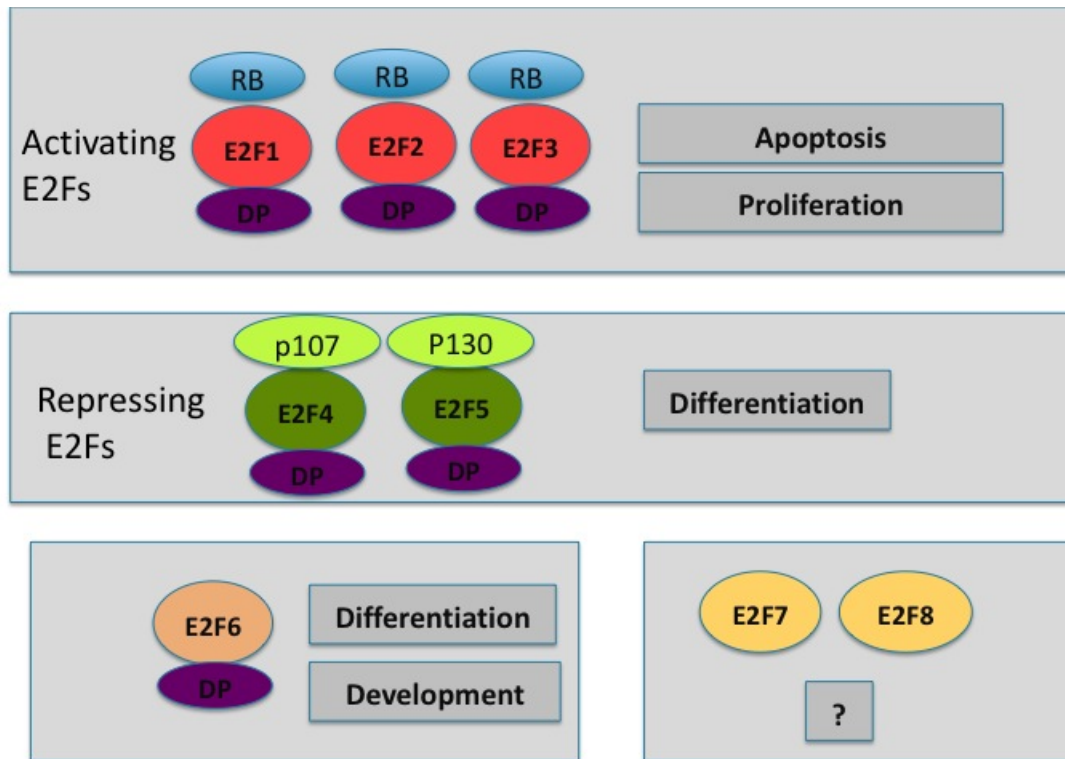 RB RB RB
Activating
E2Fs
E2F1 E2F2 E2F3
DP DP DP
Apoptosis
Proliferation
p107 P130
Repressing
E2Fs
E2F4 E2F5
DP DP
Differentiation
E2F6
DP
Differentiation
Development
E2F7 E2F8
?